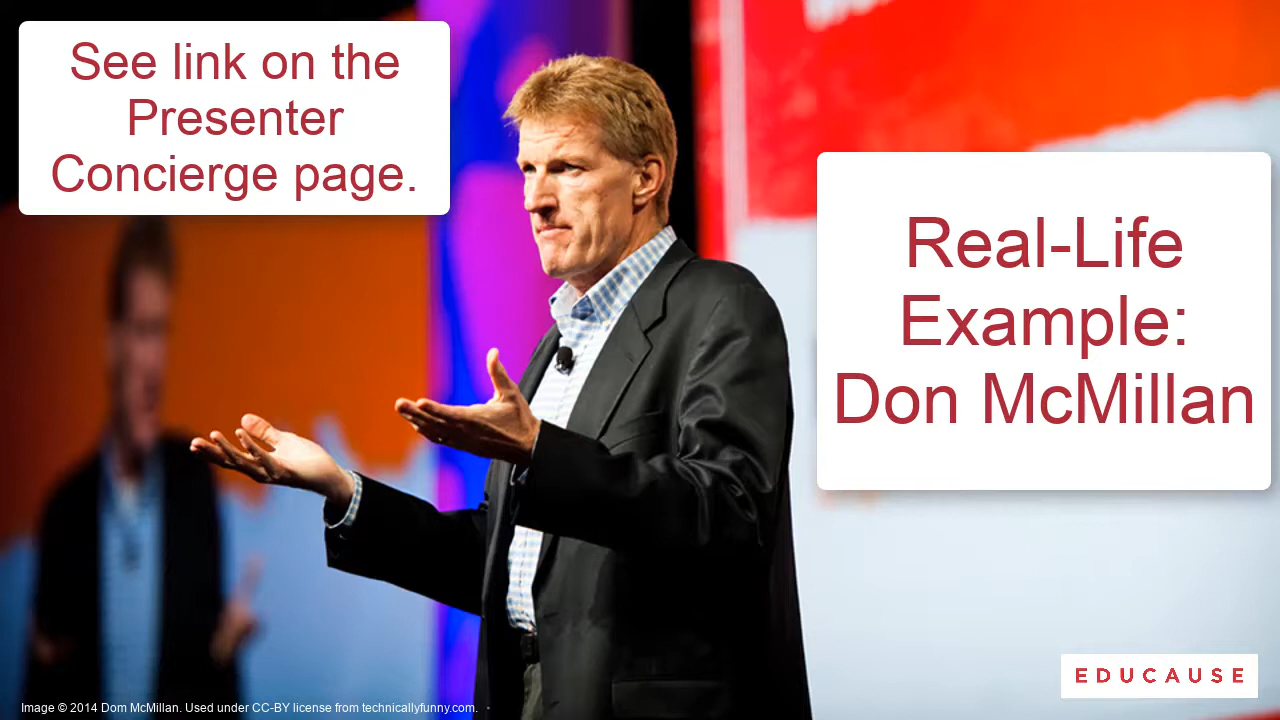 See link on the
Presenter
Concierge page.
Real-Life
Example:
Don McMillan
EDUCAUSE
Image © 2014 Dom McMillan. Used under CC-BY license from technicallyfunny.com.